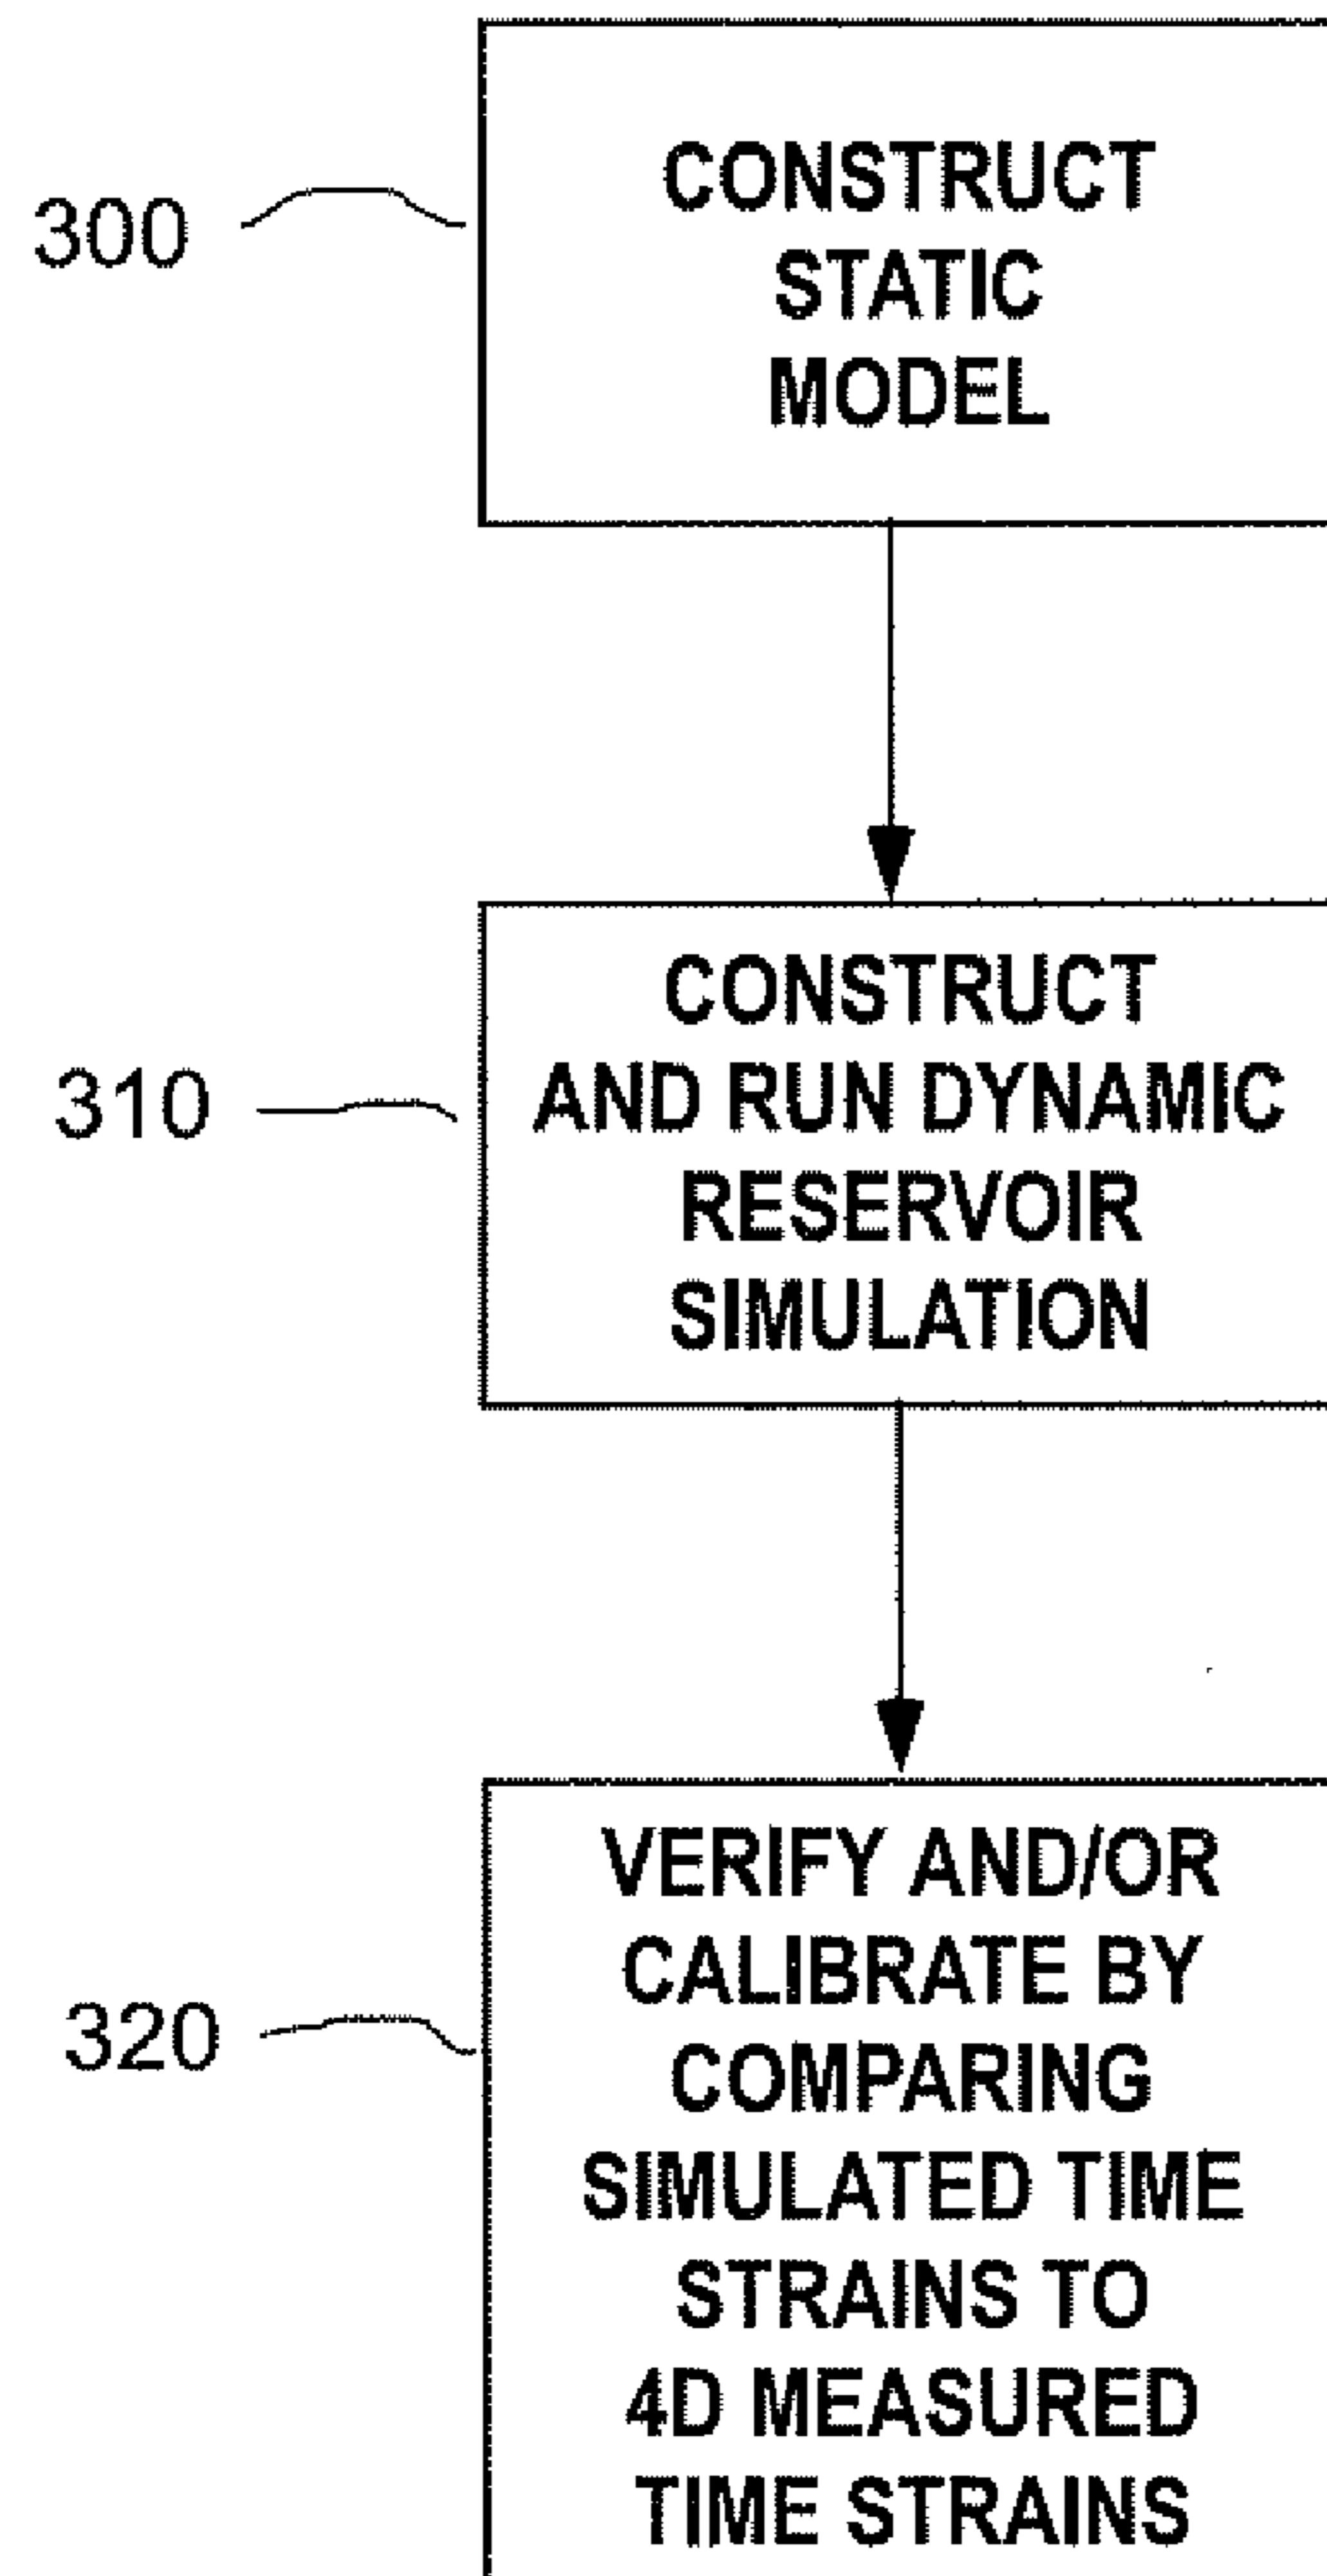 300
CONSTRUCT
STATIC
MODEL
310
CONSTRUCT
AND RUN DYNAMIC
RESERVOIR
SIMULATION
320
VERIFY AND/OR
CALIBRATE BY
COMPARING
SIMULATED TIME
STRAINS TO
4D MEASURED
TIME STRAINS